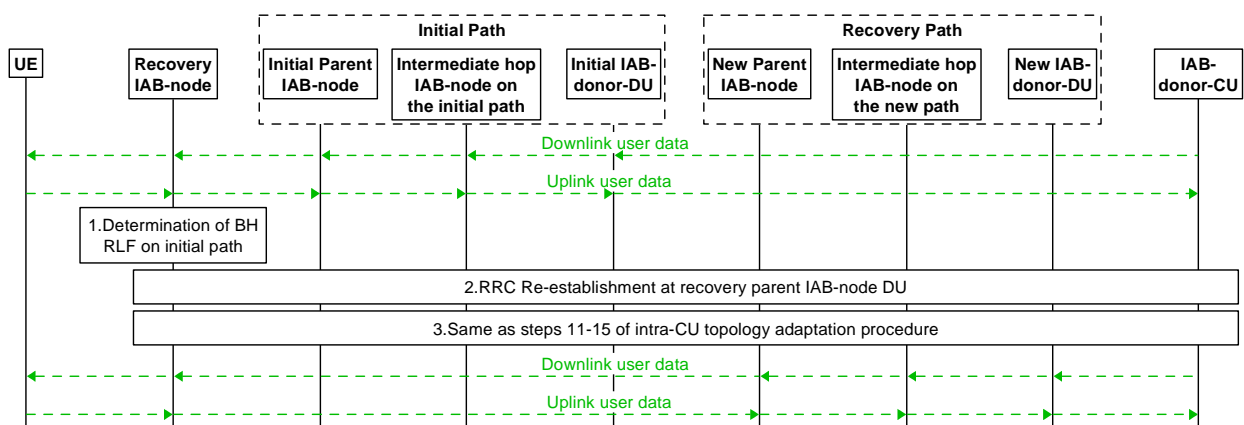 Initial Path
Recovery Path
UE
Recovery
IAB-node
Initial Parent
IAB-node
Intermediate hop
IAB-node on
the initial path
Initial IAB-
donor-DU
New Parent
IAB-node
Intermediate hop
IAB-node on
the new path
New IAB-
donor-DU
IAB-
donor-CU
Downlink user data
Uplink user data
1.Determination of BH
RLF on initial path
2.RRC Re-establishment at recovery parent IAB-node DU
3.Same as steps 11-15 of intra-CU topology adaptation procedure
Downlink user data
Uplink user data